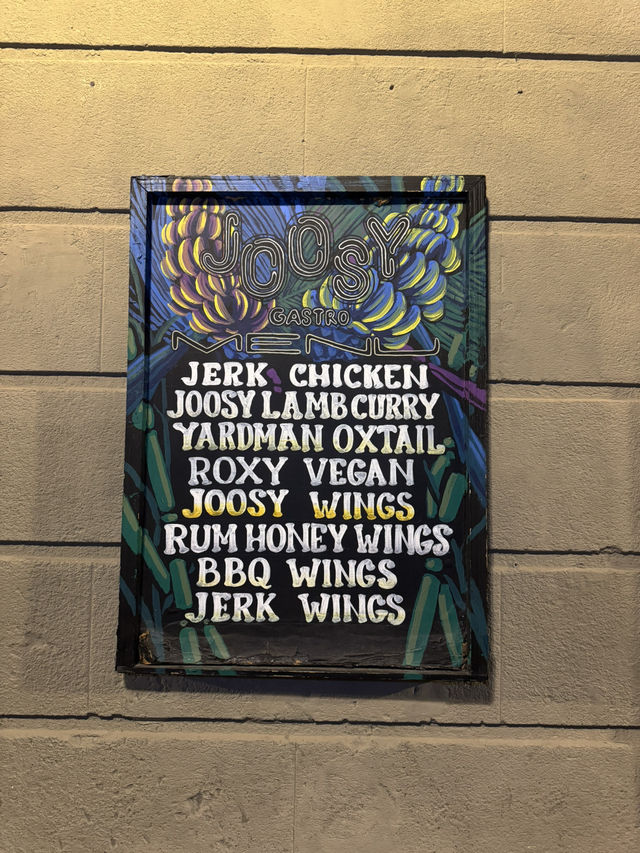 JOOSY
GASTRO
MENU
JERK CHICKEN
JOOSY LAMB CURRY
YARDMAN OXTAIL
ROXY VEGAN
JOOSY WINGS
RUM HONEY WINGS
BBQ WINGS
JERK WINGS